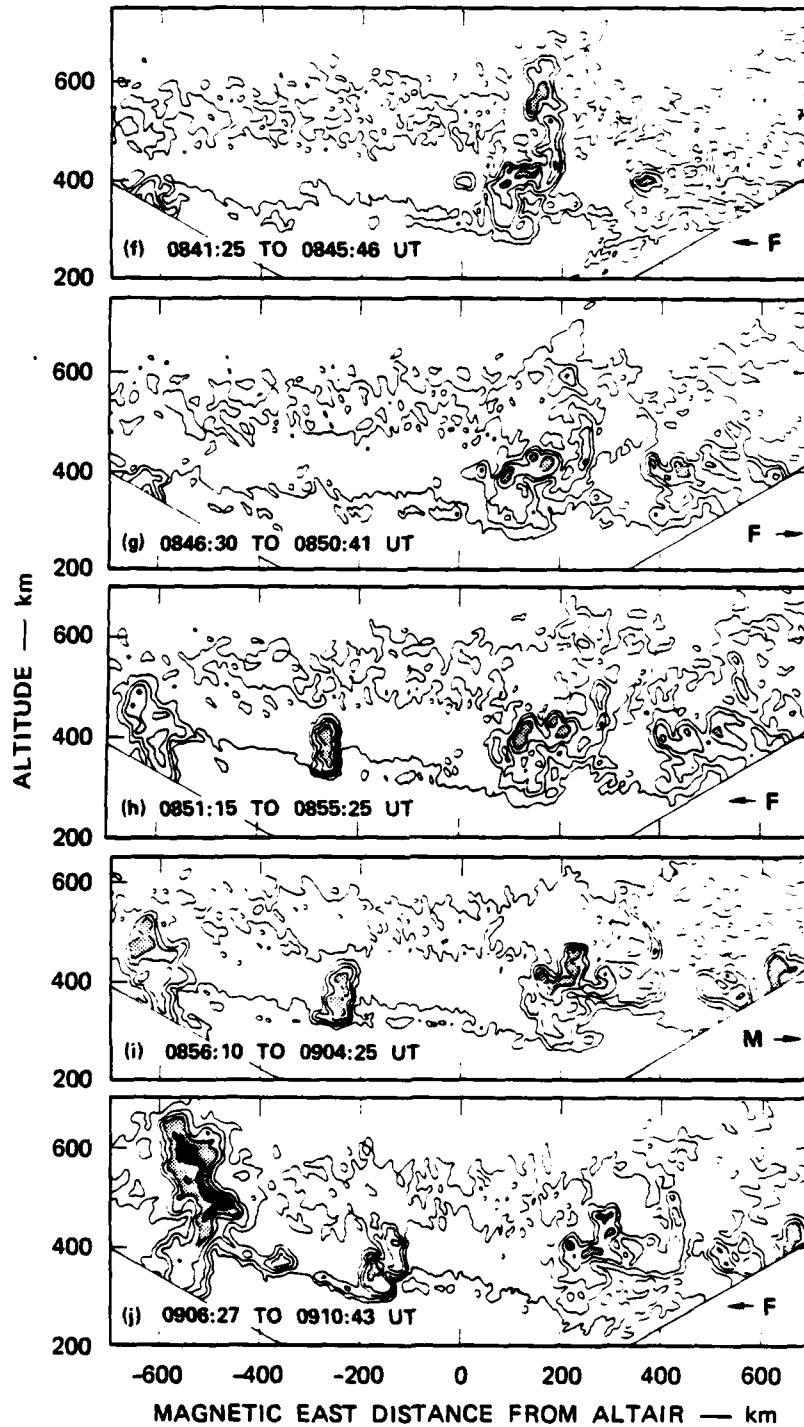 600
400
200
(f) 0841:25 TO 0845:46 UT
← F
600
400
200
(g) 0846:30 TO 0850:41 UT
F →
ALTITUDE — km
600
400
200
(h) 0851:15 TO 0855:25 UT
← F
600
400
200
(i) 0856:10 TO 0904:25 UT
M →
600
400
200
(j) 0906:27 TO 0910:43 UT
← F
-600 -400 -200 0 200 400 600
MAGNETIC EAST DISTANCE FROM ALTAIR — km